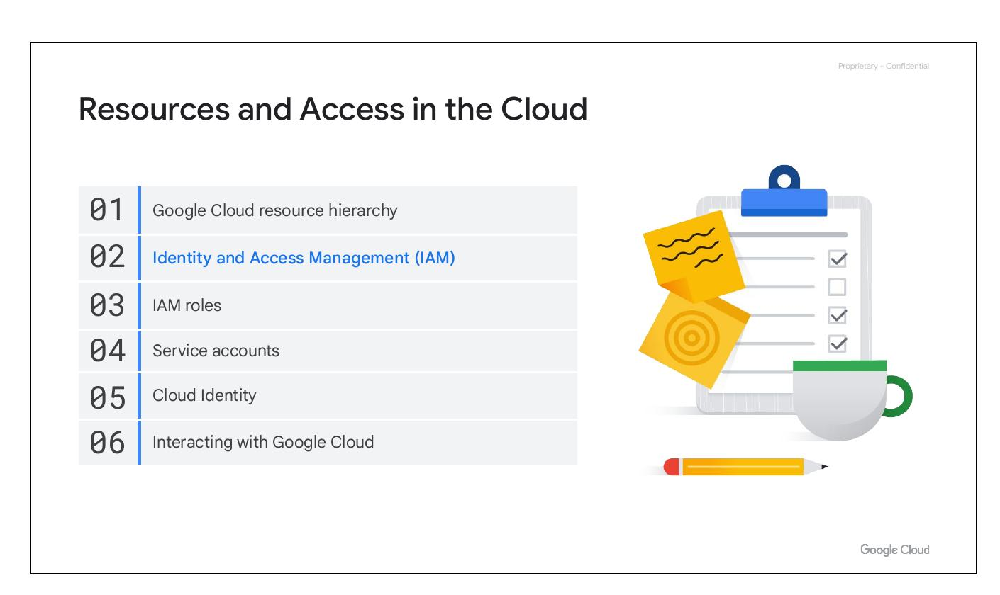 Proprietary + Confidential
Resources and Access in the Cloud
01 Google Cloud resource hierarchy
02 Identity and Access Management (IAM)
03 IAM roles
04 Service accounts
05 Cloud Identity
06 Interacting with Google Cloud
Google Cloud